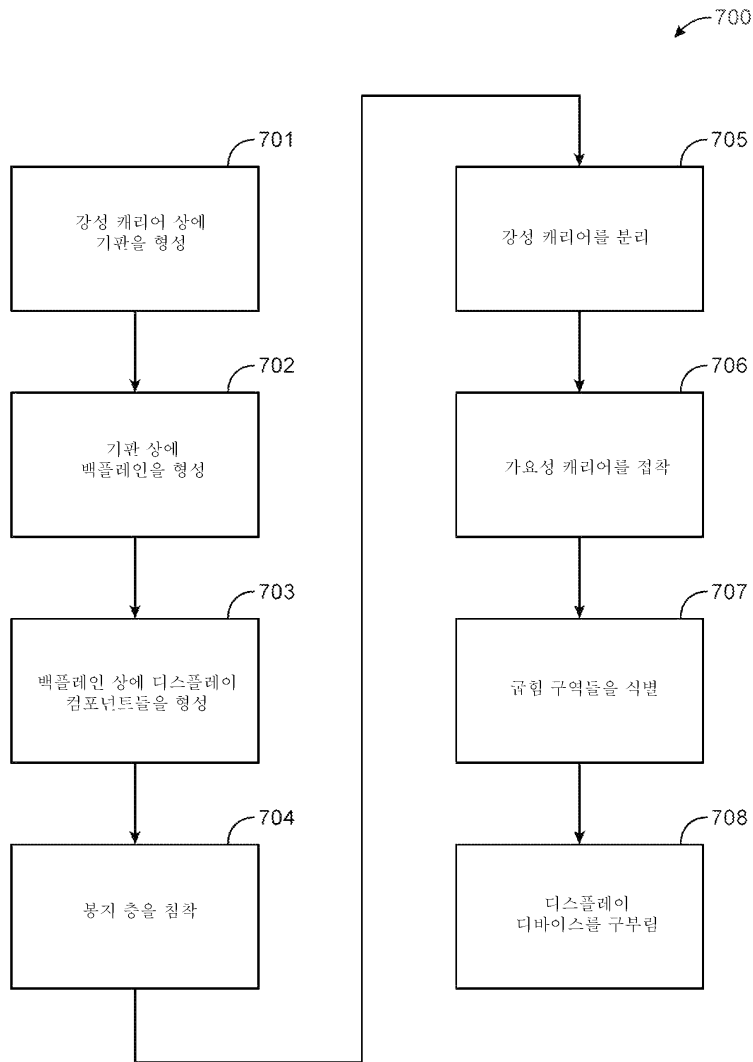 700
701
강성 캐리어 상에
기판을 형성
702
기판 상에
백플레인을 형성
703
백플레인 상에 디스플레이
컴포넌트들을 형성
704
봉지 층을 침착
705
강성 캐리어를 분리
706
가요성 캐리어를 접착
707
굽힘 구역들을 식별
708
디스플레이
디바이스를 구부림